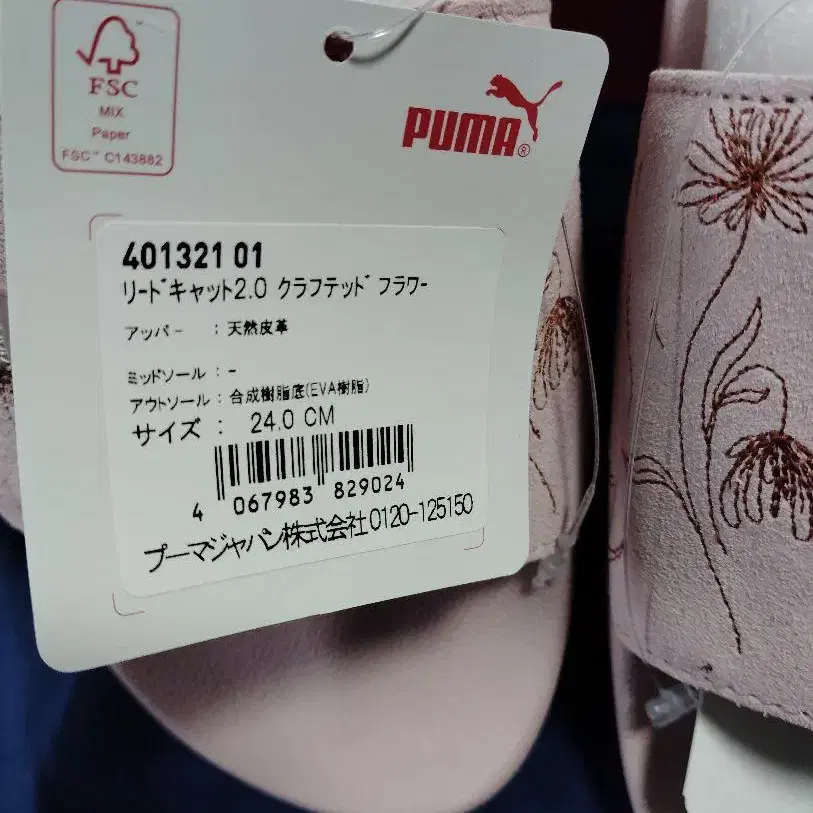 FSC
MIX
Paper
FSC™ C143882
PUMA®
401321 01
リードキャット2.0 クラフテッド フラワー
アッパー : 天然皮革
ミッドソール : -
アウトソール : 合成樹脂底(EVA樹脂)
サイズ : 24.0 CM
4 067983 829024
プーマジャパン株式会社 0120-125150